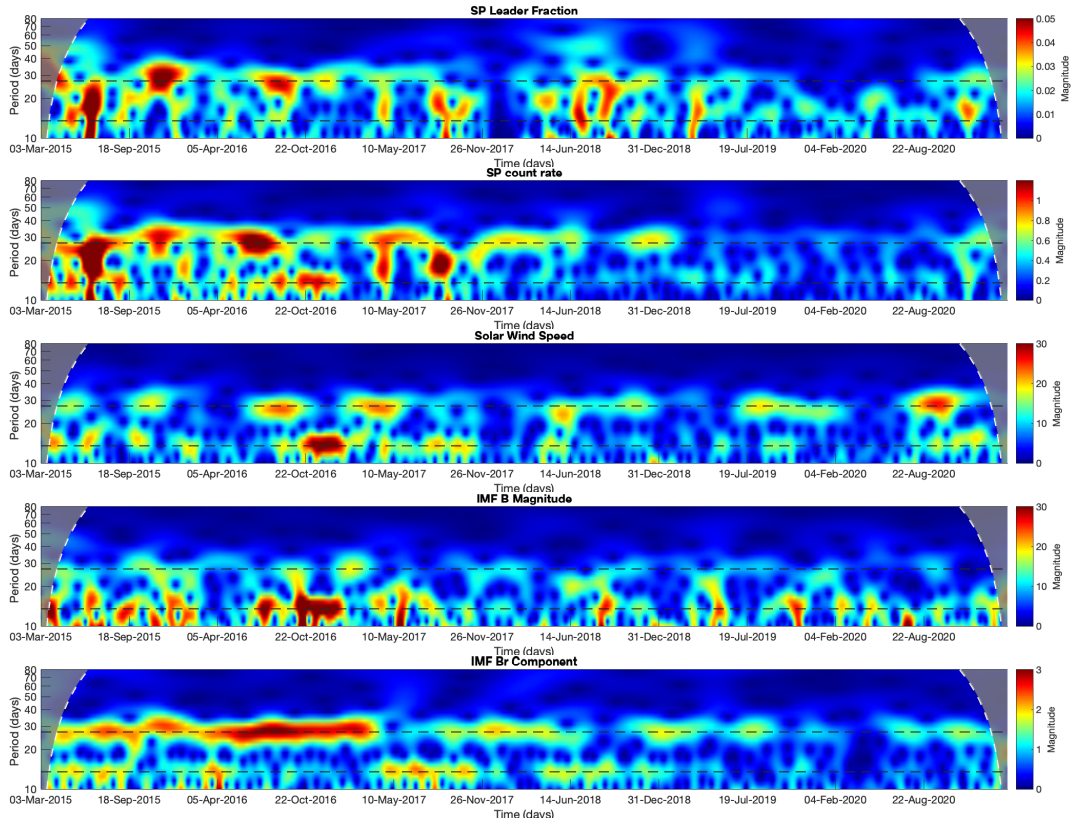 SP Leader Fraction
Period (days)
80
70
60
50
40
30
20
10
03-Mar-2015 18-Sep-2015 05-Apr-2016 22-Oct-2016 10-May-2017 26-Nov-2017 14-Jun-2018 31-Dec-2018 19-Jul-2019 04-Feb-2020 22-Aug-2020
Time (days)
0.05
0.04
0.03
0.02
0.01
0
Magnitude
SP count rate
Period (days)
80
70
60
50
40
30
20
10
03-Mar-2015 18-Sep-2015 05-Apr-2016 22-Oct-2016 10-May-2017 26-Nov-2017 14-Jun-2018 31-Dec-2018 19-Jul-2019 04-Feb-2020 22-Aug-2020
Time (days)
1
0.8
0.6
0.4
0.2
0
Magnitude
Solar Wind Speed
Period (days)
80
70
60
50
40
30
20
10
03-Mar-2015 18-Sep-2015 05-Apr-2016 22-Oct-2016 10-May-2017 26-Nov-2017 14-Jun-2018 31-Dec-2018 19-Jul-2019 04-Feb-2020 22-Aug-2020
Time (days)
30
20
10
0
Magnitude
IMF B Magnitude
Period (days)
80
70
60
50
40
30
20
10
03-Mar-2015 18-Sep-2015 05-Apr-2016 22-Oct-2016 10-May-2017 26-Nov-2017 14-Jun-2018 31-Dec-2018 19-Jul-2019 04-Feb-2020 22-Aug-2020
Time (days)
30
20
10
0
Magnitude
IMF Br Component
Period (days)
80
70
60
50
40
30
20
10
03-Mar-2015 18-Sep-2015 05-Apr-2016 22-Oct-2016 10-May-2017 26-Nov-2017 14-Jun-2018 31-Dec-2018 19-Jul-2019 04-Feb-2020 22-Aug-2020
3
2
1
0
Magnitude